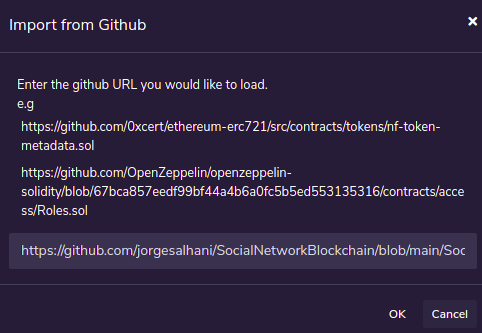 Import from Github
×
Enter the github URL you would like to load.
e.g
https://github.com/0xcert/ethereum-erc721/src/contracts/tokens/nf-token-
metadata.sol
https://github.com/OpenZeppelin/openzeppelin-
solidity/blob/67bca857eedf99bf44a4b6a0fc5b5ed553135316/contracts/acce
ss/Roles.sol
https://github.com/jorgesalhani/SocialNetworkBlockchain/blob/main/Soc
OK
Cancel